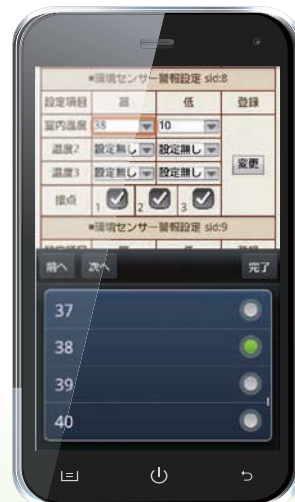 *環境センサー警報設定 sid:8
設定項目 高 低 登録
室内温度 38 10
温度2 設定無し 設定無し
変更
温度3 設定無し 設定無し
接点 1 2 3
*環境センサー警報設定 sid:9
前へ 次へ 完了
37
38
39
40